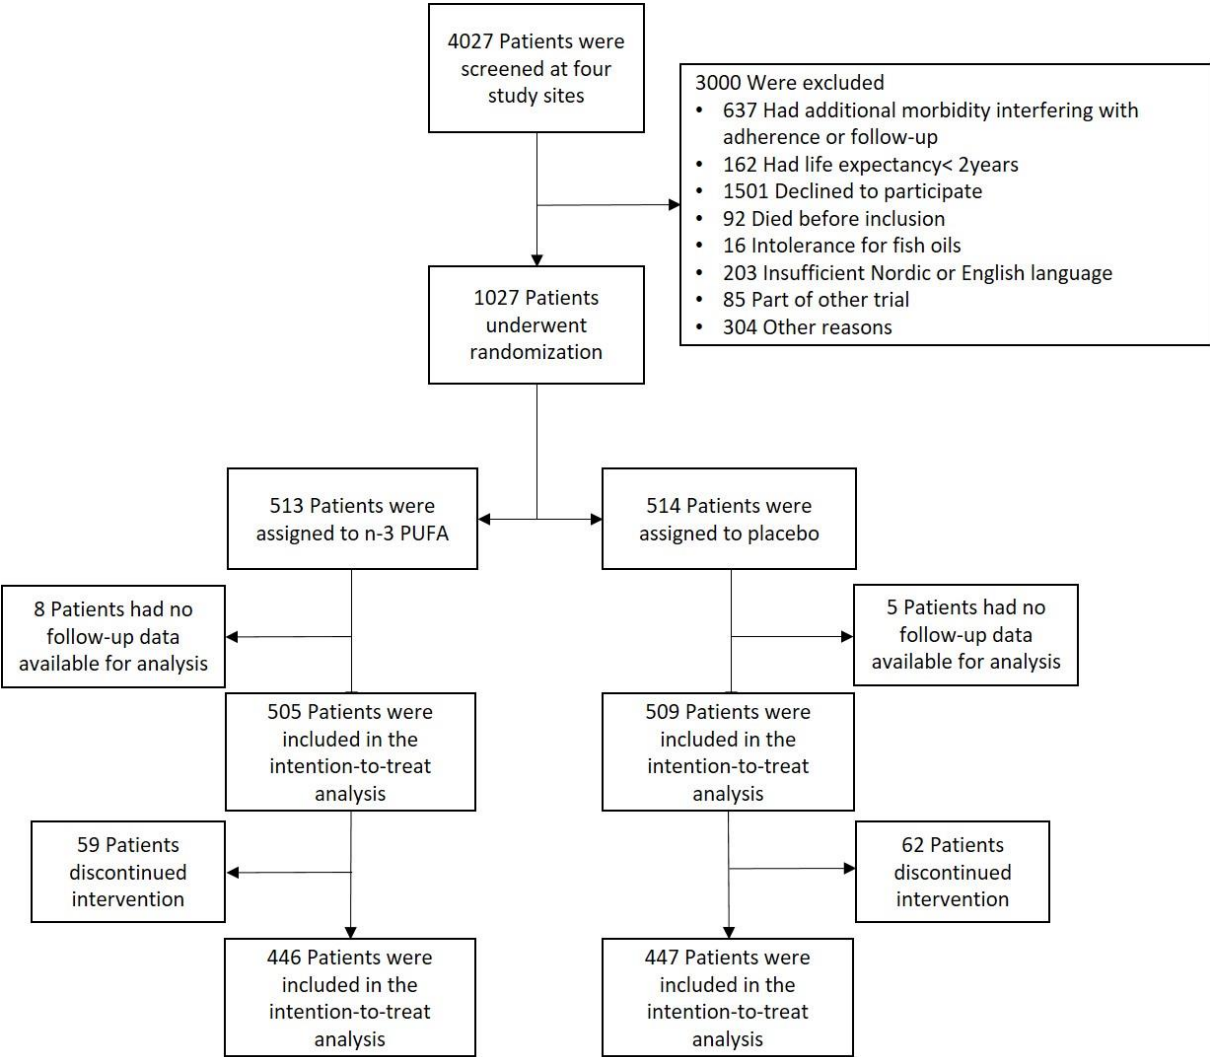 4027 Patients were
screened at four
study sites
3000 Were excluded
• 637 Had additional morbidity interfering with
adherence or follow-up
• 162 Had life expectancy< 2years
• 1501 Declined to participate
• 92 Died before inclusion
• 16 Intolerance for fish oils
• 203 Insufficient Nordic or English language
• 85 Part of other trial
• 304 Other reasons
1027 Patients
underwent
randomization
513 Patients were
assigned to n-3 PUFA
514 Patients were
assigned to placebo
8 Patients had no
follow-up data
available for analysis
5 Patients had no
follow-up data
available for analysis
505 Patients were
included in the
intention-to-treat
analysis
509 Patients were
included in the
intention-to-treat
analysis
59 Patients
discontinued
intervention
62 Patients
discontinued
intervention
446 Patients were
included in the
intention-to-treat
analysis
447 Patients were
included in the
intention-to-treat
analysis